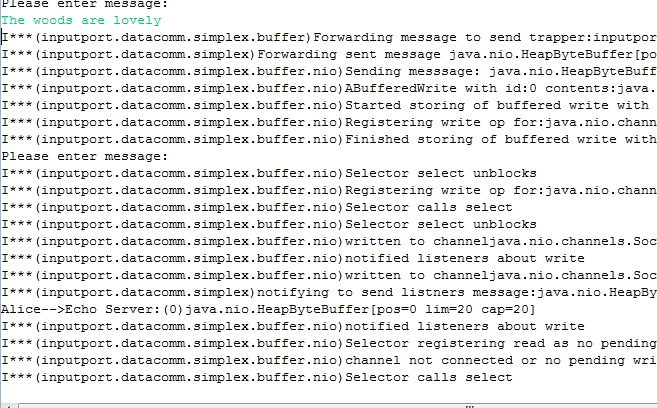 Please enter message:
The woods are lovely
I***(inputport.datacomm.simplex.buffer)Forwarding message to send trapper:inputpor
I***(inputport.datacomm.simplex)Forwarding sent message java.nio.HeapByteBuffer[po
I***(inputport.datacomm.simplex.buffer.nio)Sending messsage: java.nio.HeapByteBuff
I***(inputport.datacomm.simplex.buffer.nio)ABufferedWrite with id:0 contents:java.
I***(inputport.datacomm.simplex.buffer.nio)Started storing of buffered write with
I***(inputport.datacomm.simplex.buffer.nio)Registering write op for:java.nio.chann
I***(inputport.datacomm.simplex.buffer.nio)Finished storing of buffered write with
Please enter message:
I***(inputport.datacomm.simplex.buffer.nio)Selector select unblocks
I***(inputport.datacomm.simplex.buffer.nio)Registering write op for:java.nio.chann
I***(inputport.datacomm.simplex.buffer.nio)Selector calls select
I***(inputport.datacomm.simplex.buffer.nio)Selector select unblocks
I***(inputport.datacomm.simplex.buffer.nio)written to channeljava.nio.channels.Soc
I***(inputport.datacomm.simplex.buffer.nio)notified listeners about write
I***(inputport.datacomm.simplex.buffer.nio)written to channeljava.nio.channels.Soc
I***(inputport.datacomm.simplex)notifying to send listners message:java.nio.HeapBy
Alice-->Echo Server:(0)java.nio.HeapByteBuffer[pos=0 lim=20 cap=20]
I***(inputport.datacomm.simplex.buffer.nio)notified listeners about write
I***(inputport.datacomm.simplex.buffer.nio)Selector registering read as no pending
I***(inputport.datacomm.simplex.buffer.nio)channel not connected or no pending wri
I***(inputport.datacomm.simplex.buffer.nio)Selector calls select